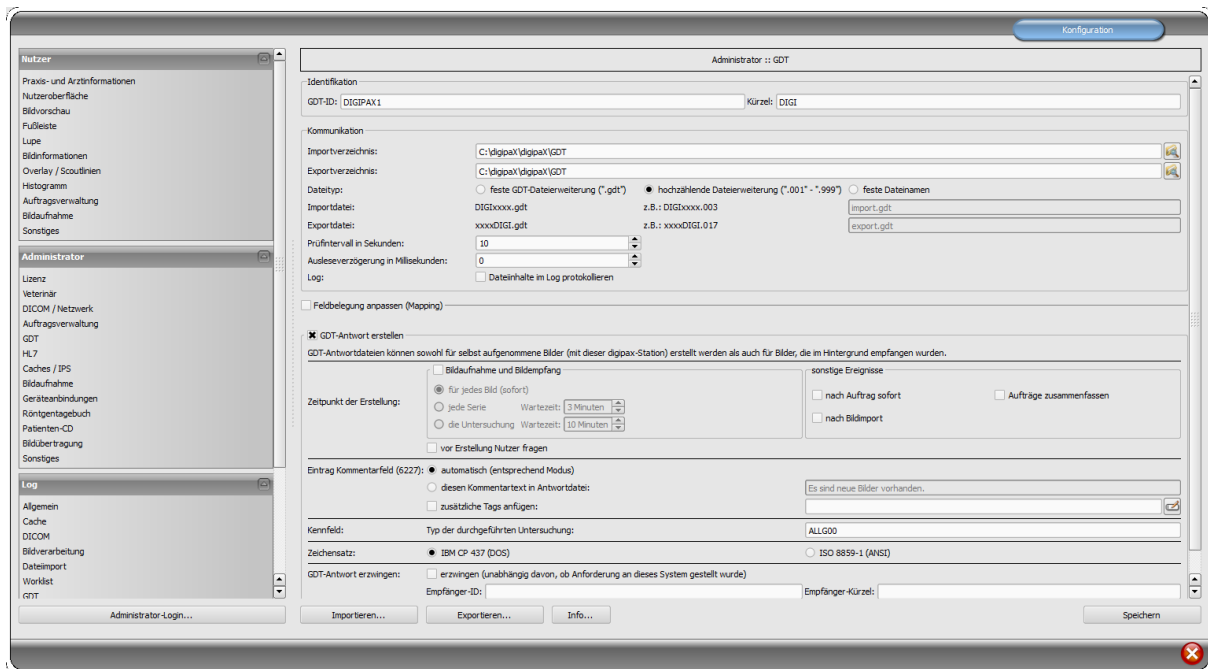 Konfiguration
Nutzer
Praxis- und Arztinformationen
Nutzeroberfläche
Bildvorschau
Fußleiste
Lupe
Bildinformationen
Overlay / Scoutlinien
Histogramm
Auftragsverwaltung
Bildaufnahme
Sonstiges
Administrator
Lizenz
Veterinär
DICOM / Netzwerk
Auftragsverwaltung
GDT
HL7
Caches / IPS
Bildaufnahme
Geräteanbindungen
Röntgentagebuch
Patienten-CD
Bildübertragung
Sonstiges
Log
Allgemein
Cache
DICOM
Bildverarbeitung
Dateiimport
Worklist
GDT
Administrator-Login...
Administrator :: GDT
Identifikation
GDT-ID: DIGIPAX1 Kürzel: DIGI
Kommunikation
Importverzeichnis: C:\digipaX\digipaX\GDT
Exportverzeichnis: C:\digipaX\digipaX\GDT
Dateityp: feste GDT-Dateierweiterung (".gdt") hochzählende Dateierweiterung (".001" - ".999") feste Dateinamen
Importdatei: DIGIxxxx.gdt z.B.: DIGIxxxx.003 import.gdt
Exportdatei: xxxxDIGI.gdt z.B.: xxxxDIGI.017 export.gdt
Prüfintervall in Sekunden: 10
Ausleseverzögerung in Millisekunden: 0
Log: Dateiinhalte im Log protokollieren
Feldbelegung anpassen (Mapping)
GDT-Antwort erstellen
GDT-Antwortdateien können sowohl für selbst aufgenommene Bilder (mit dieser digipax-Station) erstellt werden als auch für Bilder, die im Hintergrund empfangen wurden.
Zeitpunkt der Erstellung:
Bildaufnahme und Bildempfang
für jedes Bild (sofort)
jede Serie Wartezeit: 3 Minuten
die Untersuchung Wartezeit: 10 Minuten
sonstige Ereignisse
nach Auftrag sofort Aufträge zusammenfassen
nach Bildimport
vor Erstellung Nutzer fragen
Eintrag Kommentarfeld (6227): automatisch (entsprechend Modus)
diesen Kommentartext in Antwortdatei: Es sind neue Bilder vorhanden.
zusätzliche Tags anfügen:
Kennfeld: Typ der durchgeführten Untersuchung: ALLG00
Zeichensatz: IBM CP 437 (DOS) ISO 8859-1 (ANSI)
GDT-Antwort erzwingen: erzwingen (unabhängig davon, ob Anforderung an dieses System gestellt wurde)
Empfänger-ID: Empfänger-Kürzel:
Importieren... Exportieren... Info... Speichern